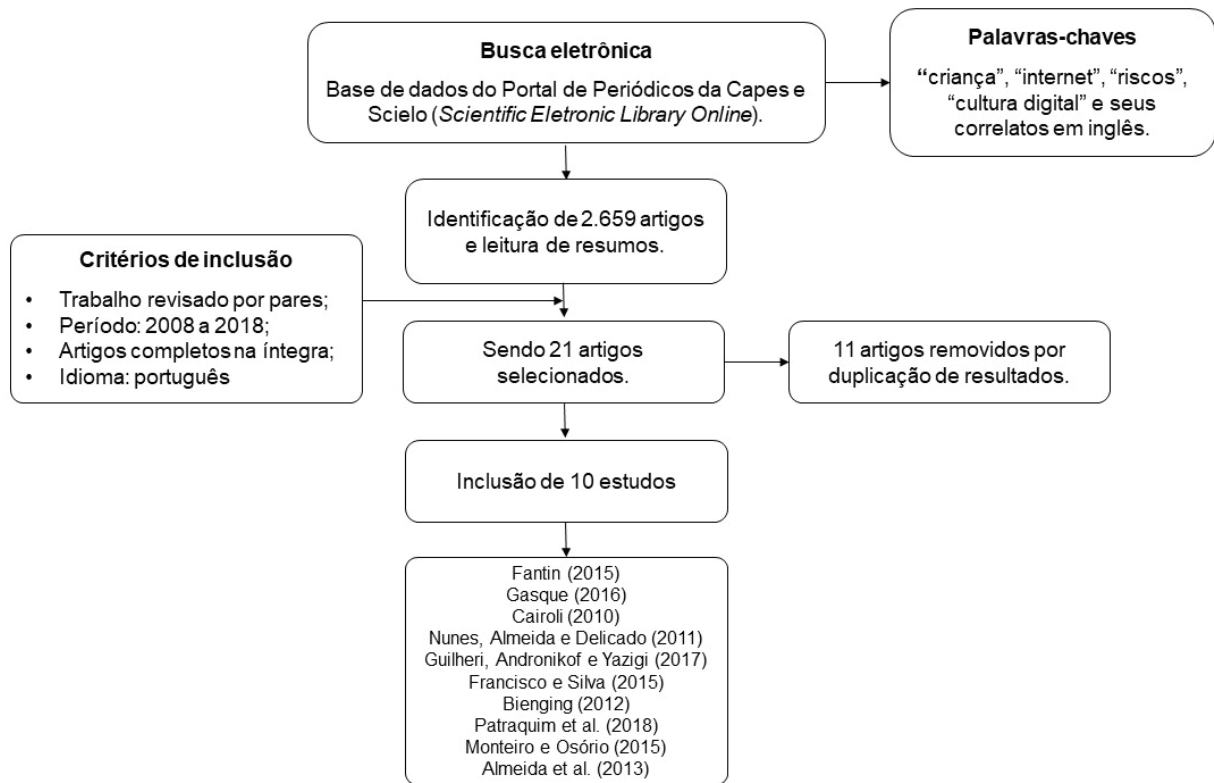 Busca eletrônica
Base de dados do Portal de Periódicos da Capes e
Scielo (Scientific Eletronic Library Online).
Palavras-chaves
“criança”, “internet”, “riscos”,
“cultura digital” e seus
correlatos em inglês.
Identificação de 2.659 artigos
e leitura de resumos.
Critérios de inclusão
• Trabalho revisado por pares;
• Período: 2008 a 2018;
• Artigos completos na íntegra;
• Idioma: português
Sendo 21 artigos
selecionados.
11 artigos removidos por
duplicação de resultados.
Inclusão de 10 estudos
Fantin (2015)
Gasque (2016)
Cairoli (2010)
Nunes, Almeida e Delicado (2011)
Guilheri, Andronikof e Yazigi (2017)
Francisco e Silva (2015)
Bienging (2012)
Patraquim et al. (2018)
Monteiro e Osório (2015)
Almeida et al. (2013)